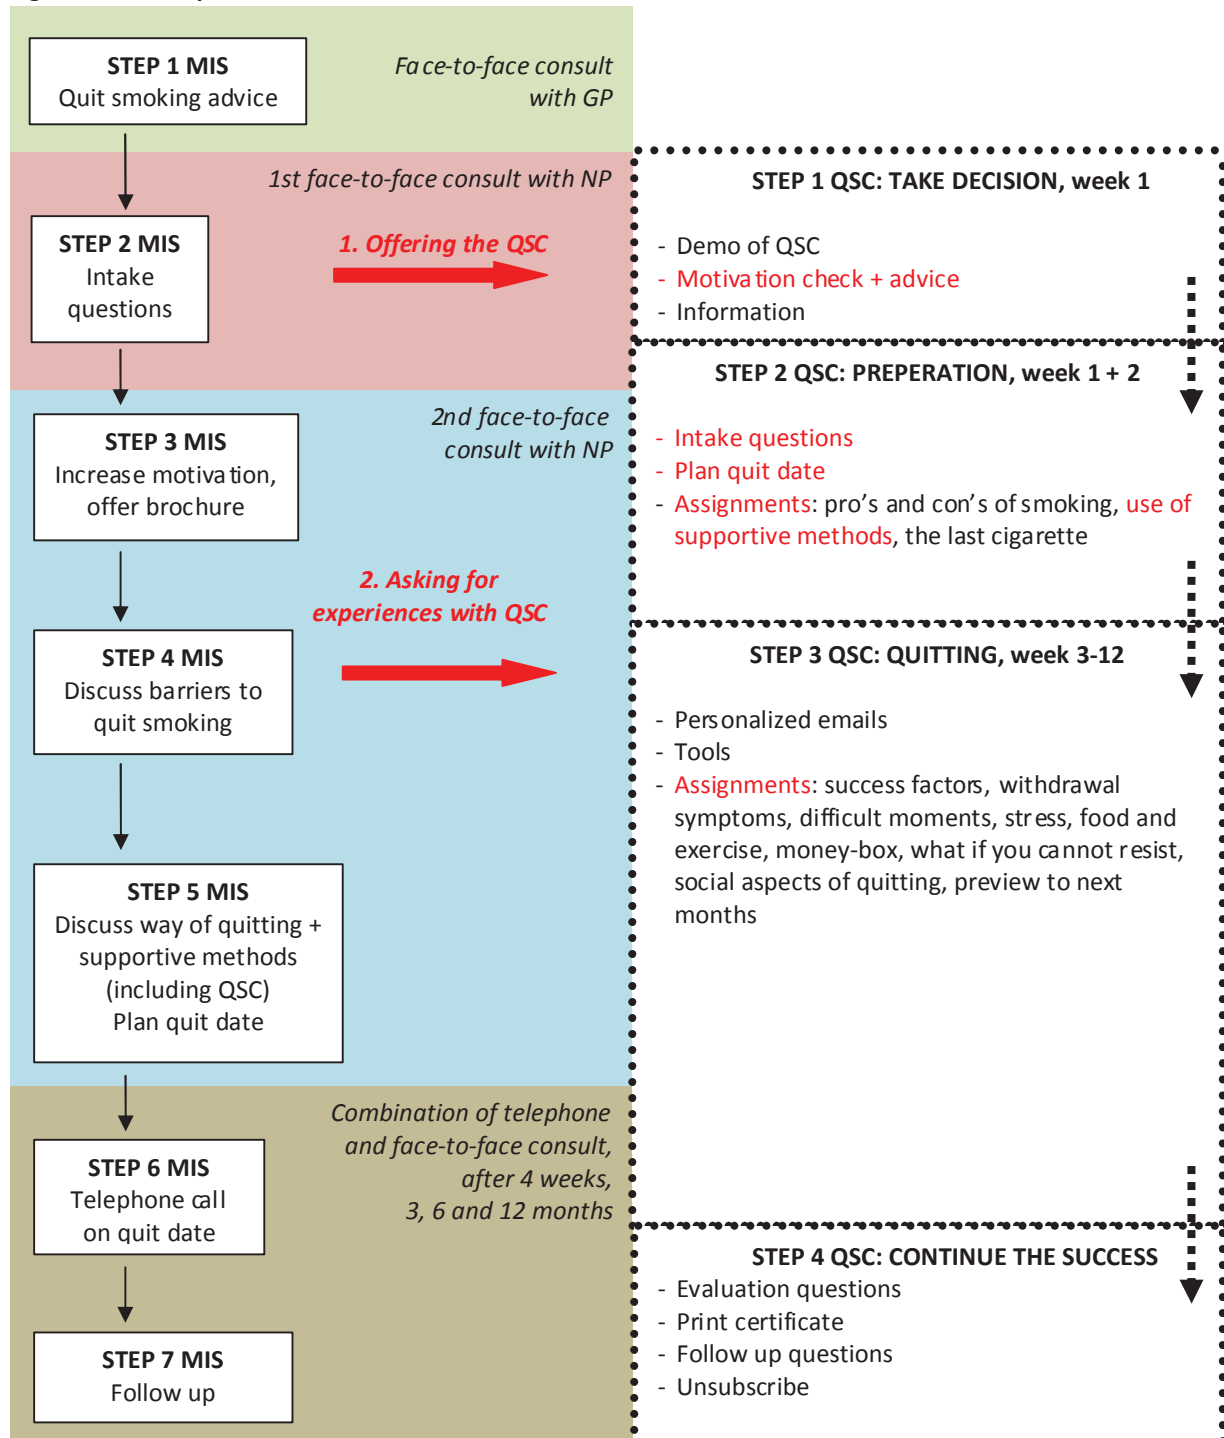 STEP 1 MIS
Quit smoking advice
Face-to-face consult
with GP
1st face-to-face consult with NP
STEP 2 MIS
Intake
questions
1. Offering the QSC
2nd face-to-face
consult with NP
STEP 3 MIS
Increase motivation,
offer brochure
2. Asking for
experiences with QSC
STEP 4 MIS
Discuss barriers to
quit smoking
STEP 5 MIS
Discuss way of quitting +
supportive methods
(including QSC)
Plan quit date
Combination of telephone
and face-to-face consult,
after 4 weeks,
3, 6 and 12 months
STEP 6 MIS
Telephone call
on quit date
STEP 7 MIS
Follow up
STEP 1 QSC: TAKE DECISION, week 1
- Demo of QSC
- Motivation check + advice
- Information
STEP 2 QSC: PREPERATION, week 1 + 2
- Intake questions
- Plan quit date
- Assignments: pro's and con's of smoking, use of
supportive methods, the last cigarette
STEP 3 QSC: QUITTING, week 3-12
- Personalized emails
- Tools
- Assignments: success factors, withdrawal
symptoms, difficult moments, stress, food and
exercise, money-box, what if you cannot resist,
social aspects of quitting, preview to next
months
STEP 4 QSC: CONTINUE THE SUCCESS
- Evaluation questions
- Print certificate
- Follow up questions
- Unsubscribe